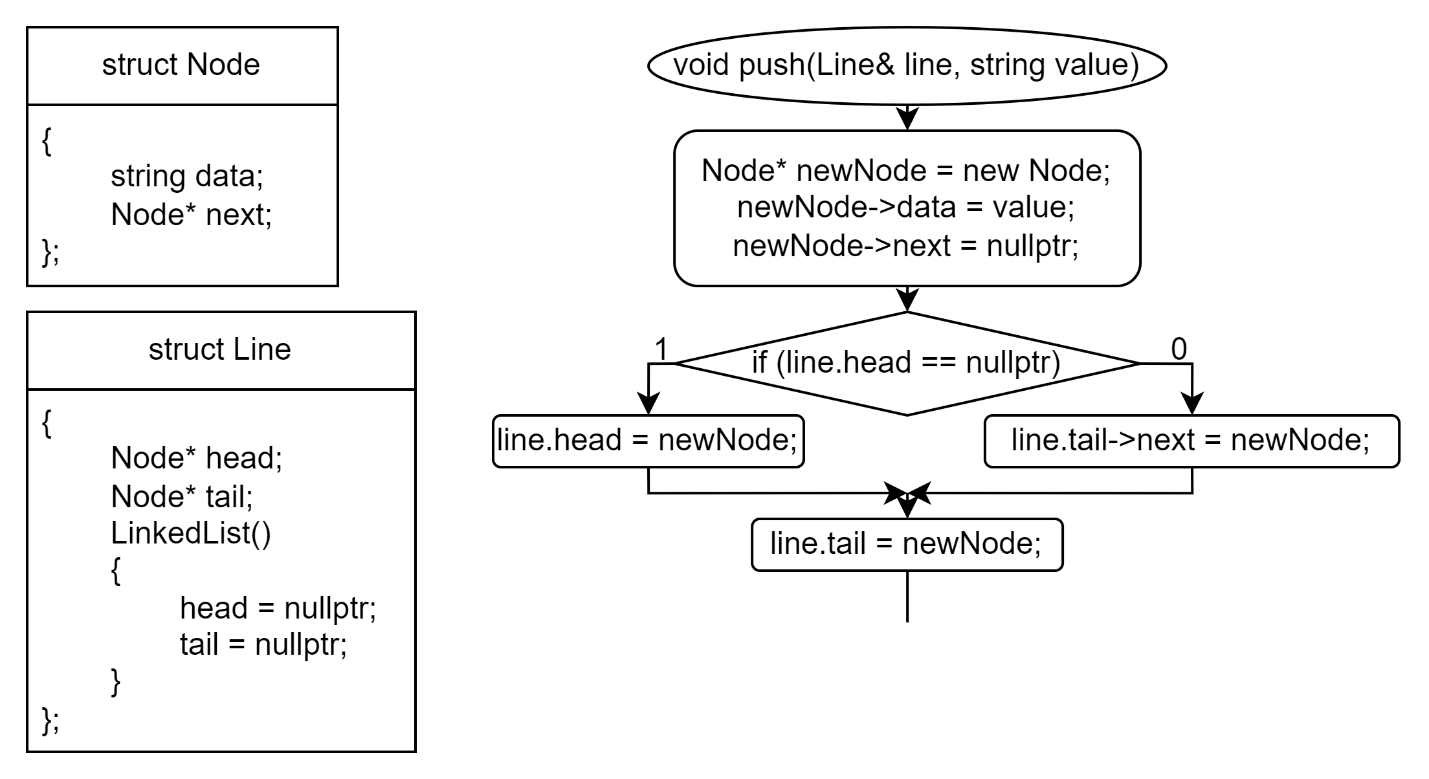 struct Node
{
string data;
Node* next;
};
struct Line
{
Node* head;
Node* tail;
LinkedList()
{
head = nullptr;
tail = nullptr;
}
};
void push(Line& line, string value)
Node* newNode = new Node;
newNode->data = value;
newNode->next = nullptr;
if (line.head == nullptr)
1
0
line.head = newNode;
line.tail->next = newNode;
line.tail = newNode;